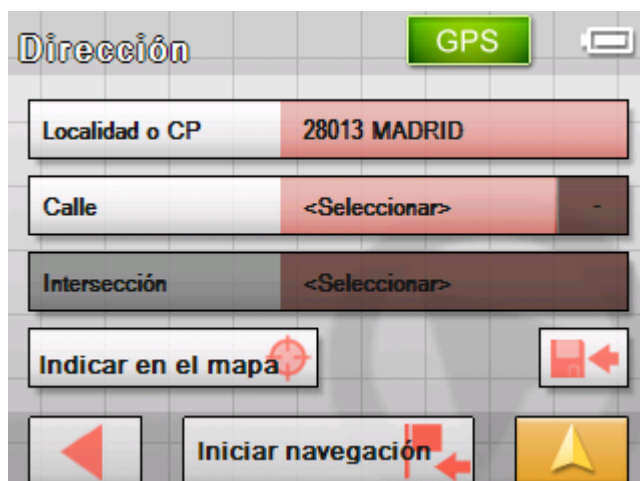 Dirección GPS
Localidad o CP 28013 MADRID
Calle <Seleccionar> -
Intersección <Seleccionar>
Indicar en el mapa
Iniciar navegación